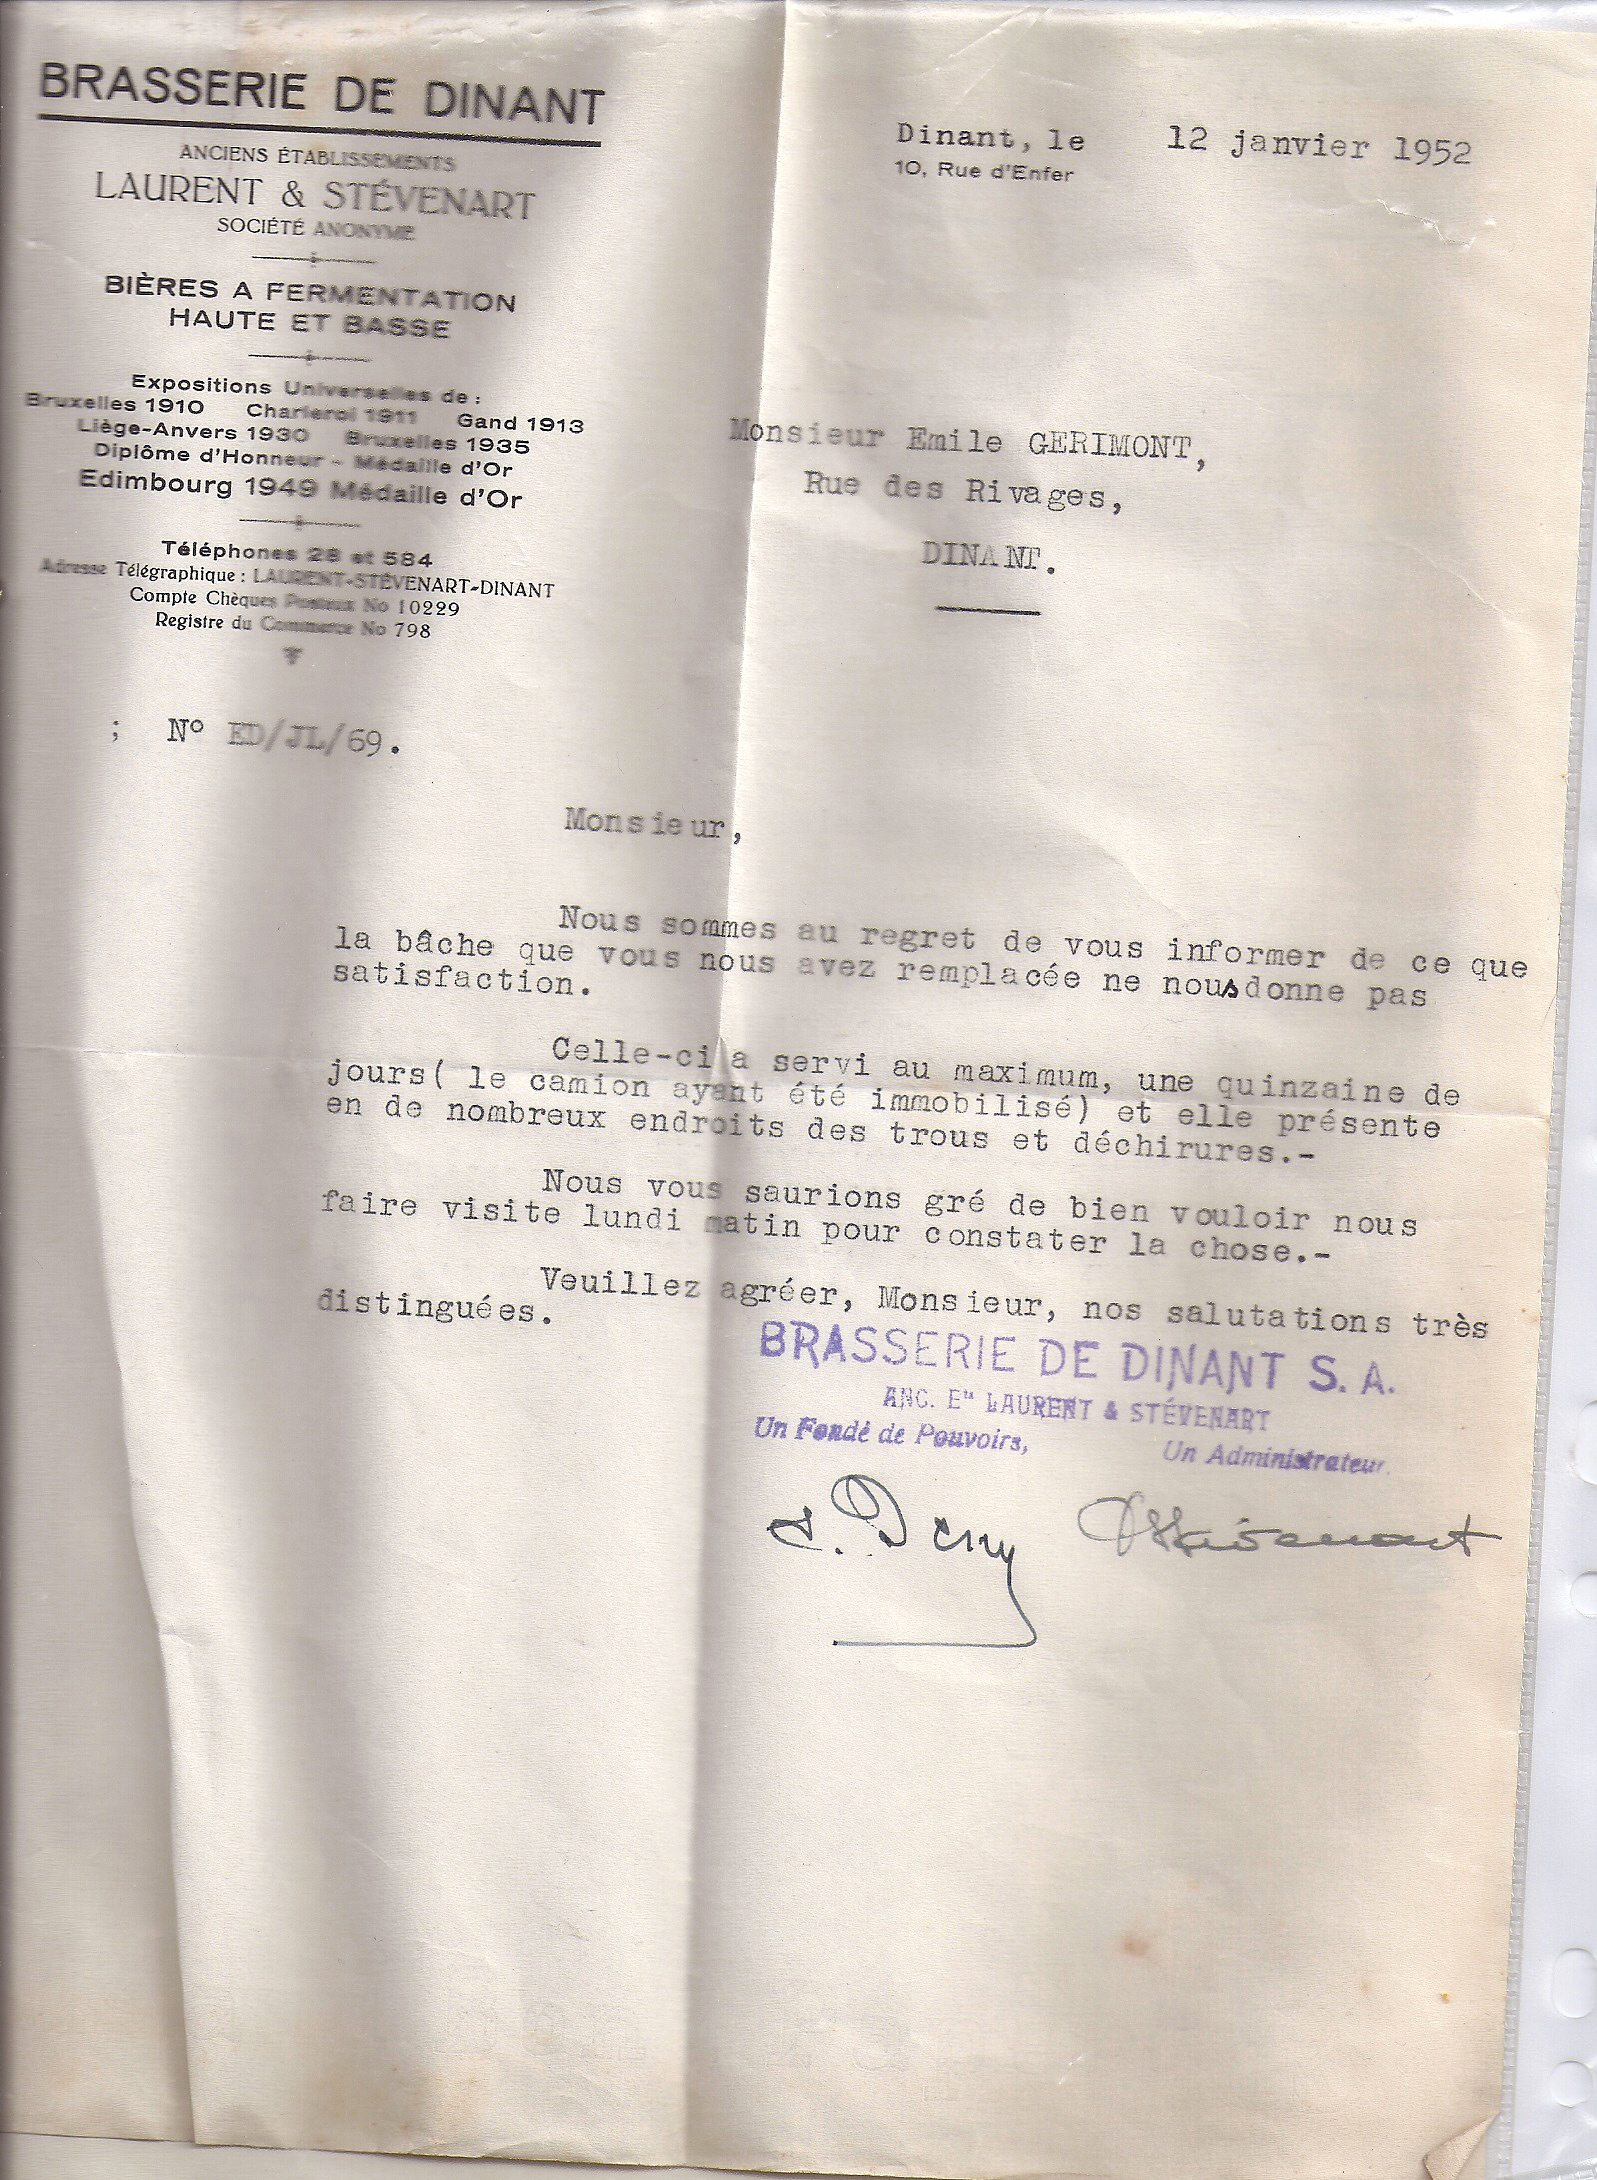 BRASSERIE DE DINANT
ANCIENS ÉTABLISSEMENTS
LAURENT & STÉVENART
SOCIÉTÉ ANONYME
BIÈRES A FERMENTATION
HAUTE ET BASSE
Expositions Universelles de :
Bruxelles 1910 Charleroi 1911 Gand 1913
Liège-Anvers 1930 Bruxelles 1935
Diplôme d'Honneur - Médaille d'Or
Edimbourg 1949 Médaille d'Or
Téléphones 28 et 584
Adresse Télégraphique : LAURENT-STÉVENART-DINANT
Compte Chèques Postaux No 10229
Registre du Commerce No 798
Dinant, le 12 janvier 1952
10, Rue d'Enfer
Monsieur Emile GERIMONT,
Rue des Rivages,
DINANT.
; N° ED/JL/69.
Monsieur,
Nous sommes au regret de vous informer de ce que
la bâche que vous nous avez remplacée ne nous donne pas
satisfaction.
Celle-ci a servi au maximum, une quinzaine de
jours( le camion ayant été immobilisé) et elle présente
en de nombreux endroits des trous et déchirures.-
Nous vous saurions gré de bien vouloir nous
faire visite lundi matin pour constater la chose.-
Veuillez agréer, Monsieur, nos salutations très
distinguées.
BRASSERIE DE DINANT S. A.
ANC. Ets LAURENT & STÉVENART
Un Fondé de Pouvoirs, Un Administrateur.